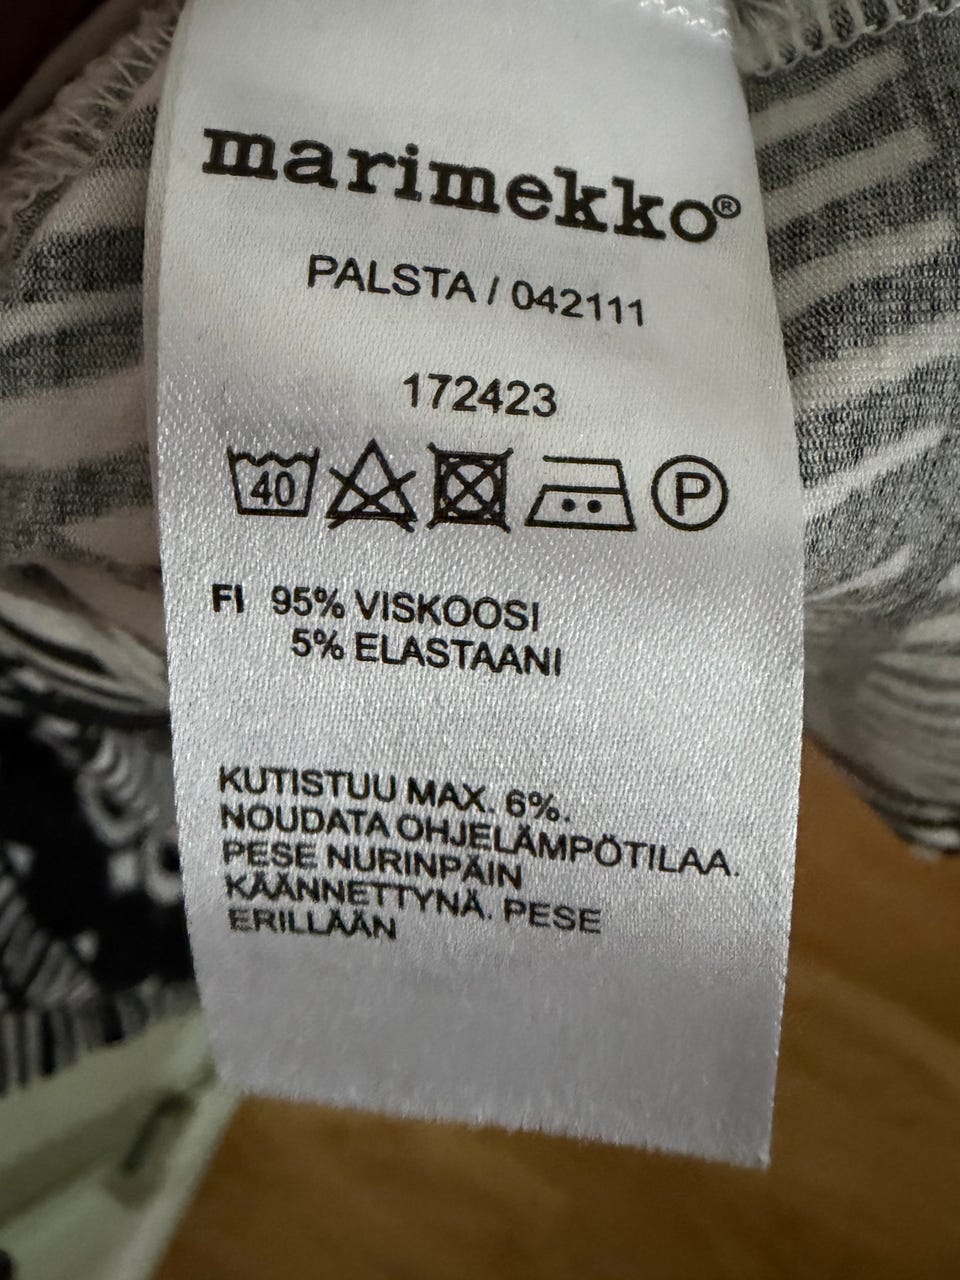 marimekko®
PALSTA / 042111
172423
40 P
FI 95% VISKOOSI
5% ELASTAANI
KUTISTUU MAX. 6%.
NOUDATA OHJELÄMPÖTILAA.
PESE NURINPÄIN
KÄÄNNETTYNÄ. PESE
ERILLÄÄN